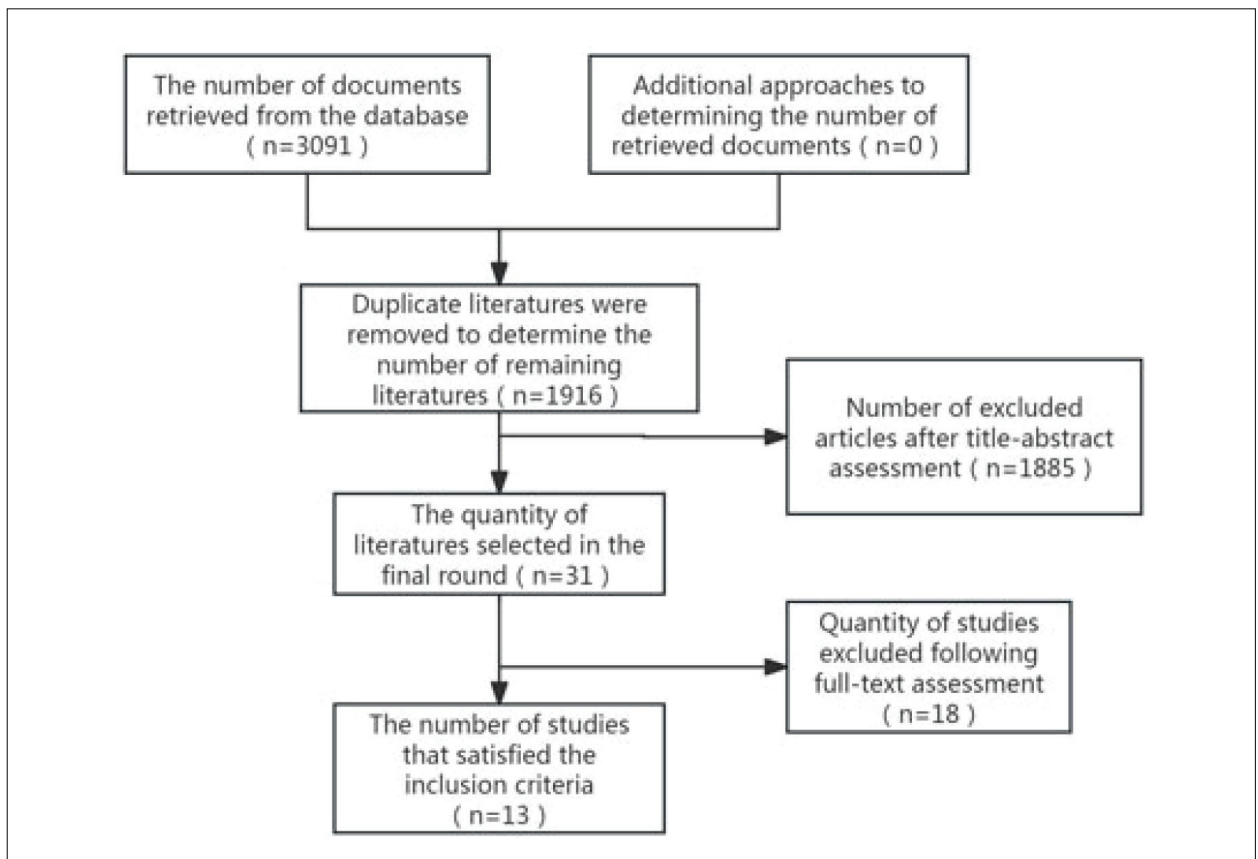 The number of documents
retrieved from the database
( n=3091 )
Additional approaches to
determining the number of
retrieved documents ( n=0 )
Duplicate literatures were
removed to determine the
number of remaining
literatures ( n=1916 )
Number of excluded
articles after title-abstract
assessment ( n=1885 )
The quantity of
literatures selected in the
final round ( n=31 )
Quantity of studies
excluded following
full-text assessment
( n=18 )
The number of studies
that satisfied the
inclusion criteria
( n=13 )